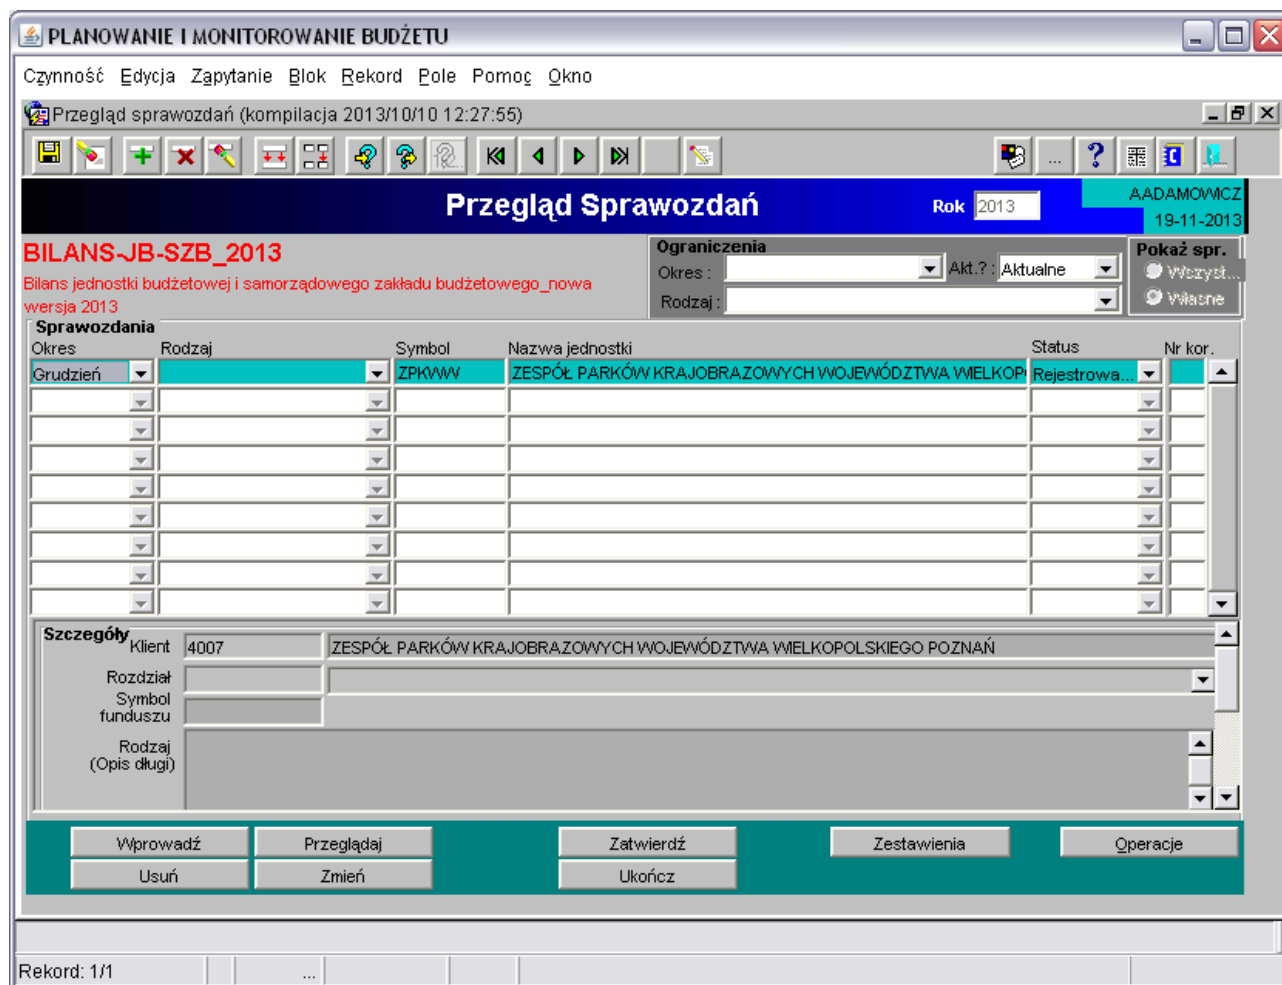 PLANOWANIE I MONITOROWANIE BUDŻETU
Czynność Edycja Zapytanie Blok Rekord Pole Pomoc Okno
Przegląd sprawozdań (kompilacja 2013/10/10 12:27:55)
...
Przegląd Sprawozdań
Rok 2013
AADAMOWICZ
19-11-2013
BILANS-JB-SZB_2013
Bilans jednostki budżetowej i samorządowego zakładu budżetowego_nowa
wersja 2013
Ograniczenia
Okres : Akt.? : Aktualne
Rodzaj :
Pokaż spr.
Wszyst...
Własne
Sprawozdania
Okres Rodzaj Symbol Nazwa jednostki Status Nr kor.
Grudzień ZPKWW ZESPÓŁ PARKÓW KRAJOBRAZOWYCH WOJEWÓDZTWA WIELKOP Rejestrowa...
Szczegóły
Klient 4007 ZESPÓŁ PARKÓW KRAJOBRAZOWYCH WOJEWÓDZTWA WIELKOPOLSKIEGO POZNAŃ
Rozdział
Symbol
funduszu
Rodzaj
(Opis długi)
Wprowadź Przeglądaj Zatwierdź Zestawienia Operacje
Usuń Zmień Ukończ
Rekord: 1/1 ...